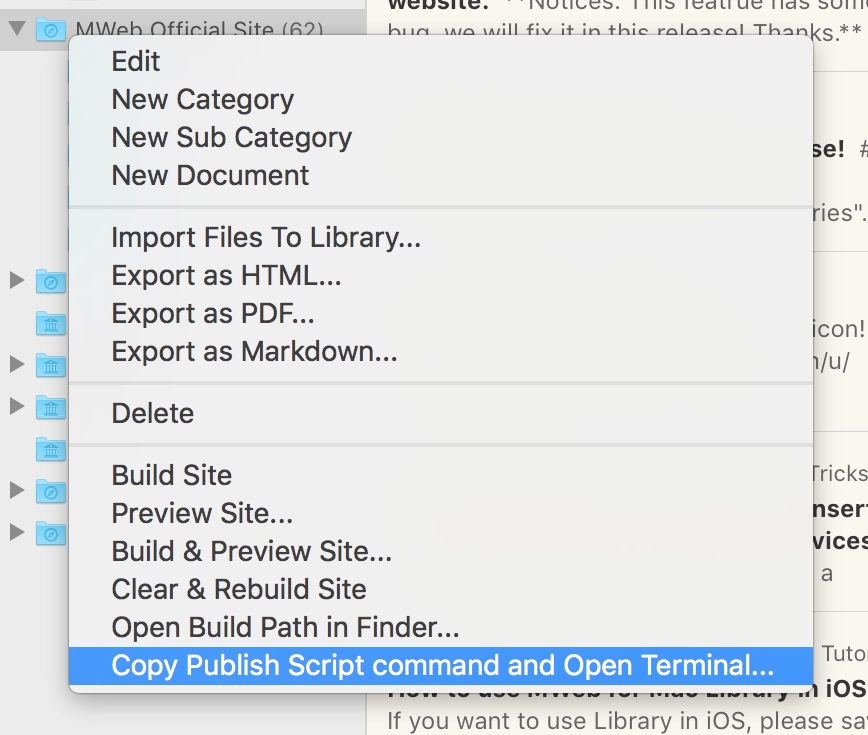 website. **Notices: This featrue has some
MWeb Official Site (62)
bug, we will fix it in this release! Thanks.**
Edit
New Category
New Sub Category
New Document
Import Files To Library...
Export as HTML...
Export as PDF...
Export as Markdown...
Delete
Build Site
Preview Site...
Build & Preview Site...
Clear & Rebuild Site
Open Build Path in Finder...
Copy Publish Script command and Open Terminal...
se! #
ries".
icon!
/u/
Tricks
a
How to use MWeb for Mac Library in iOS
If you want to use Library in iOS, please